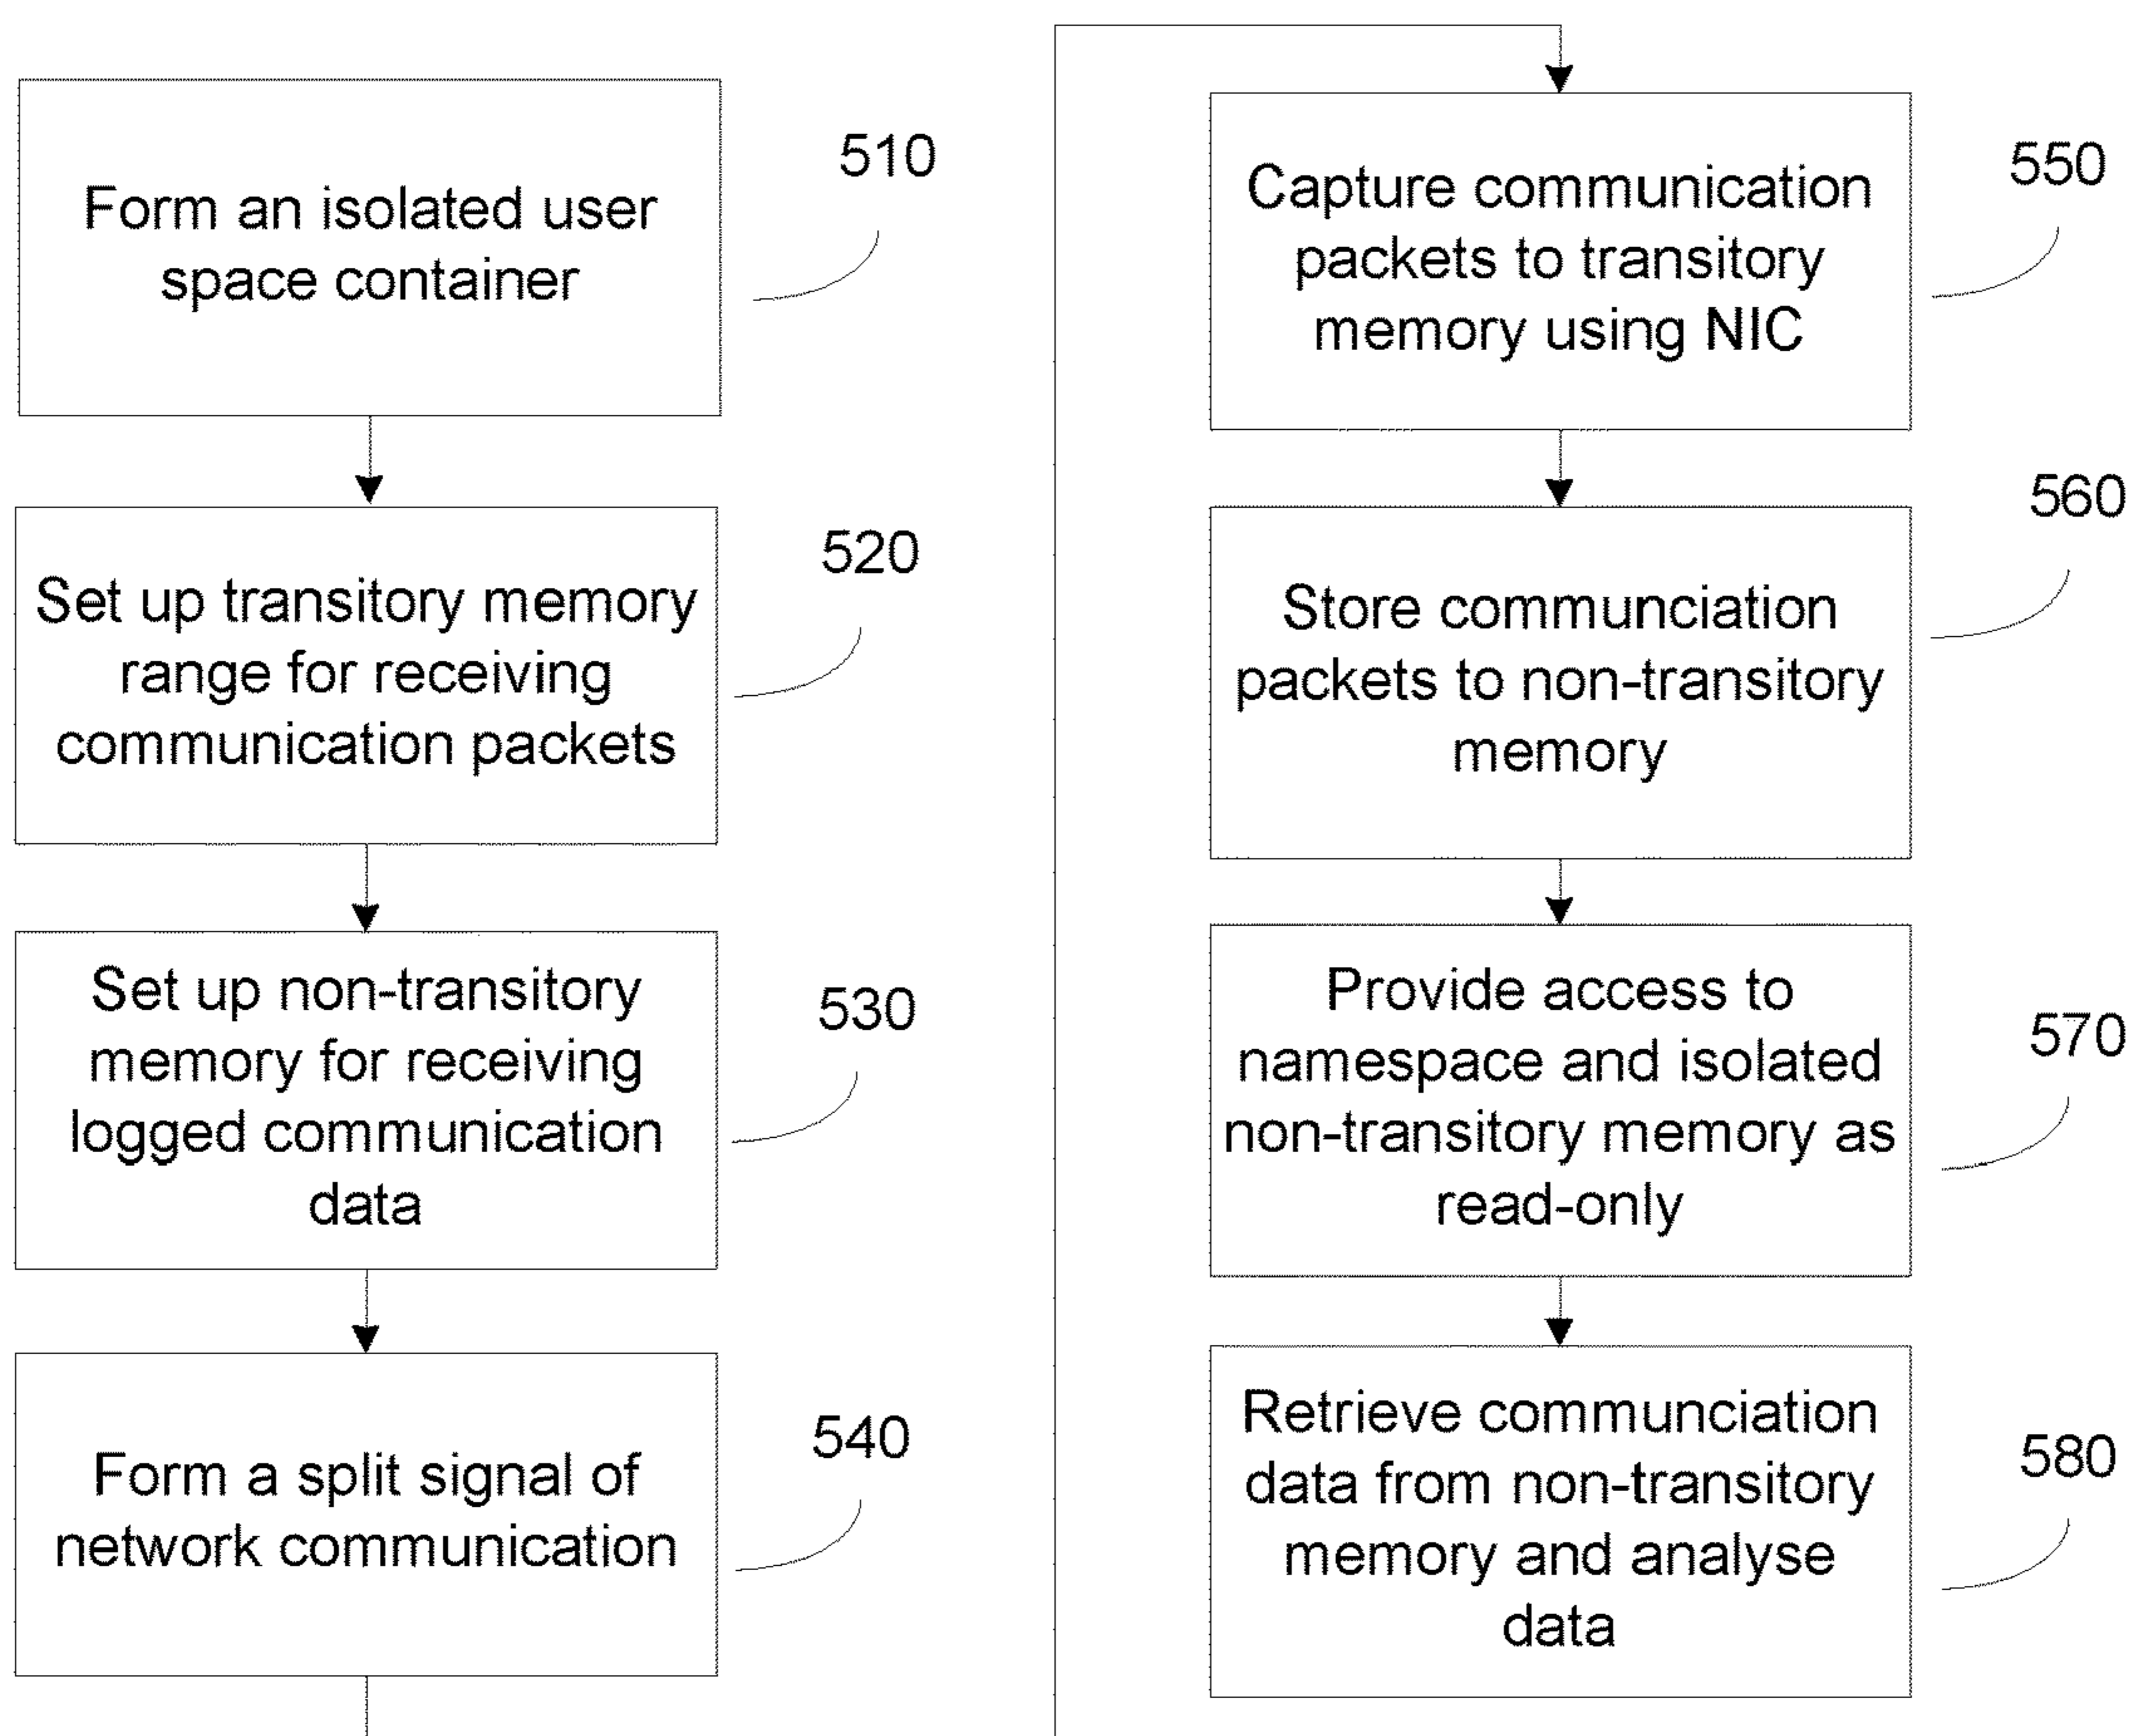 Form an isolated user
space container
510
Set up transitory memory
range for receiving
communication packets
520
Set up non-transitory
memory for receiving
logged communication
data
530
Form a split signal of
network communication
540
Capture communication
packets to transitory
memory using NIC
550
Store communciation
packets to non-transitory
memory
560
Provide access to
namespace and isolated
non-transitory memory as
read-only
570
Retrieve communciation
data from non-transitory
memory and analyse
data
580